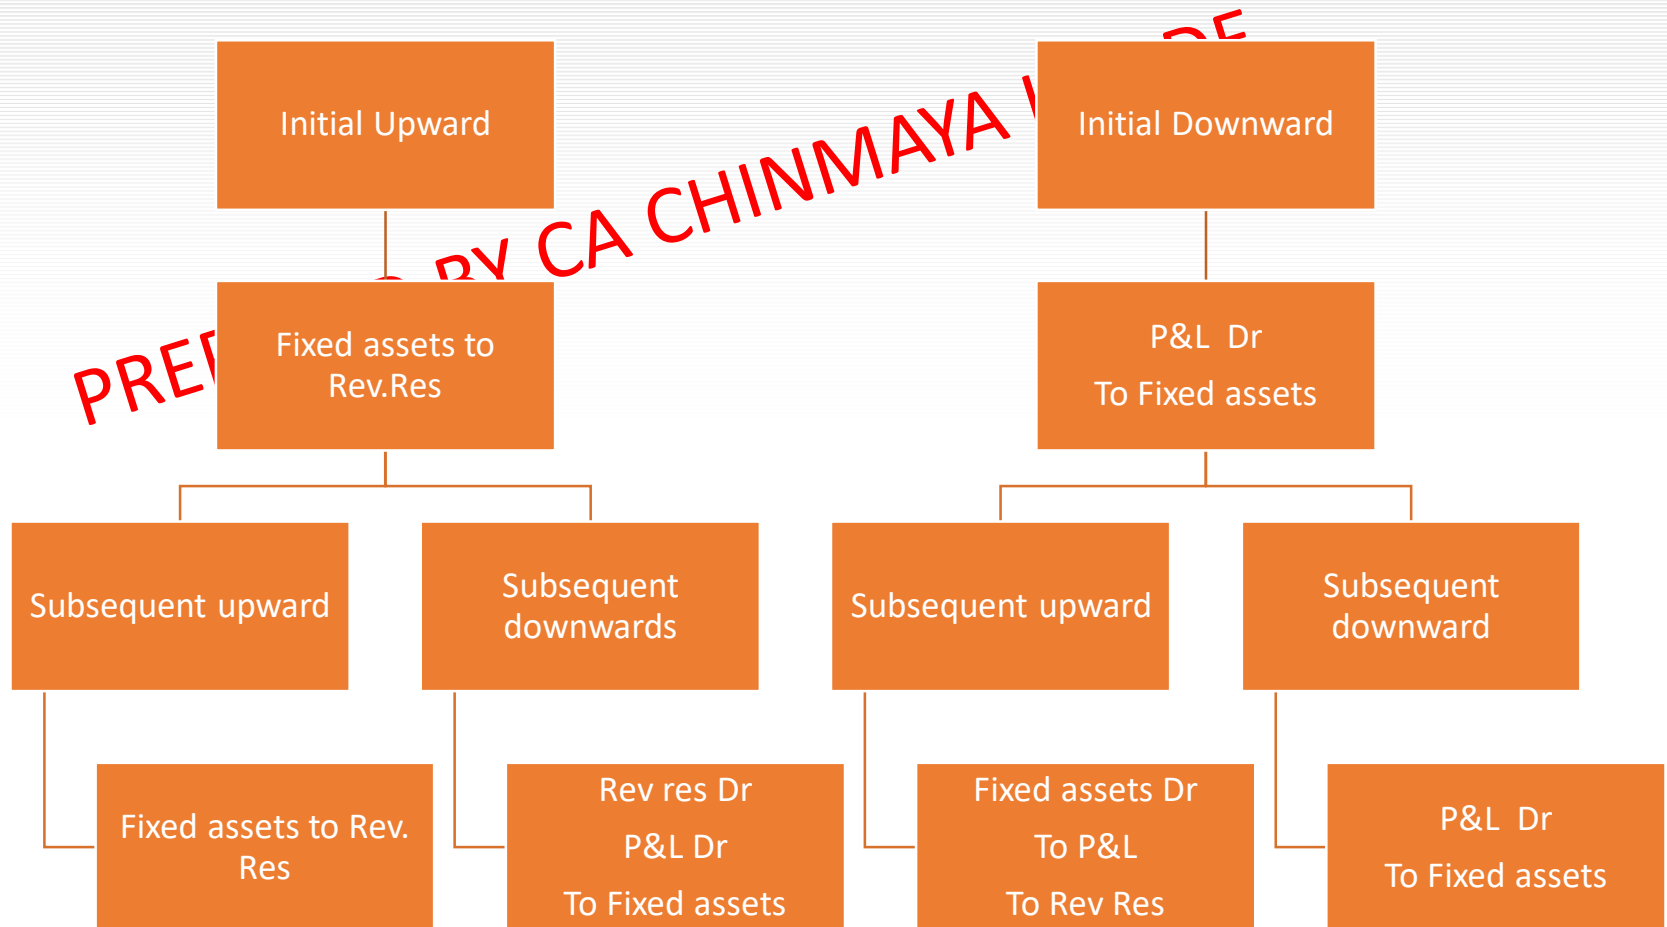 Initial Upward
Initial Downward
BY CA CHINMAYA
Fixed assets to
Rev.Res
P&L Dr
To Fixed assets
Subsequent upward
Subsequent
downwards
Subsequent upward
Subsequent
downward
Fixed assets to Rev.
Res
Rev res Dr
P&L Dr
To Fixed assets
Fixed assets Dr
To P&L
To Rev Res
P&L Dr
To Fixed assets